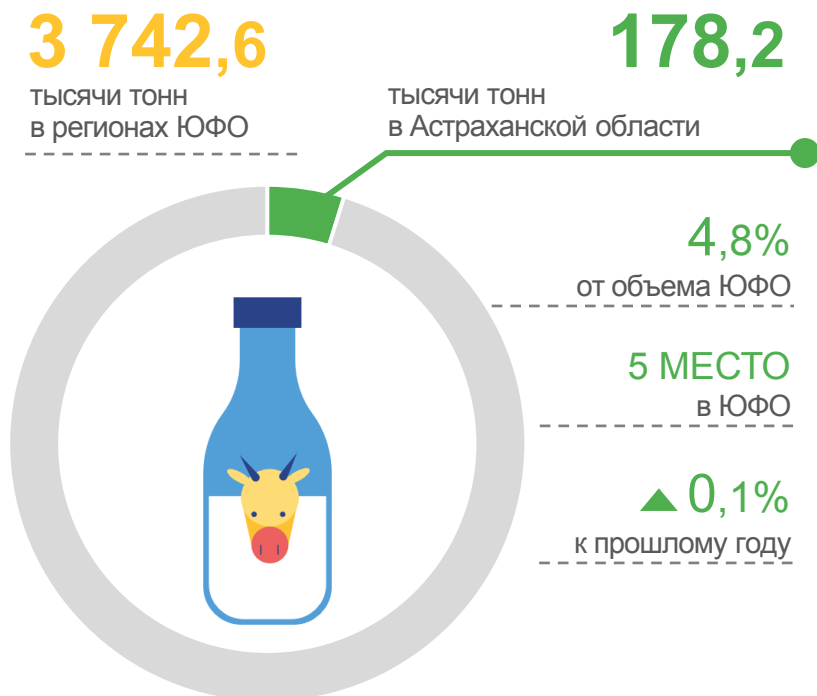 3 742,6
тысячи тонн
в регионах ЮФО
178,2
тысячи тонн
в Астраханской области
4,8%
от объема ЮФО
5 МЕСТО
в ЮФО
0,1%
к прошлому году